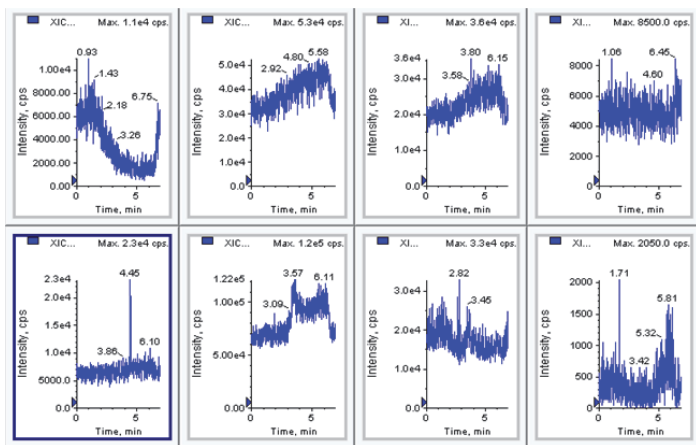 XIC... Max. 1.1e4 cps.
0.93
1.0e4
1.43
8000.00
2.18
6.75
6000.00
3.26
4000.00
2000.00
0.00
0
5
Time, min
Intensity, cps
XIC... Max. 5.3e4 cps.
5.0e4
4.80
5.58
2.92
4.0e4
3.0e4
2.0e4
1.0e4
0.0
0
5
Time, min
Intensity, cps
XIC... Max. 3.6e4 cps.
3.6e4
3.80
6.15
3.58
3.0e4
2.0e4
1.0e4
0.0
0
5
Time, min
Intensity, cps
XI... Max. 8500.0 cps.
1.06
6.45
8000
4.60
6000
4000
0
5
Time, min
Intensity, cps
XIC... Max. 2.3e4 cps.
2.3e4
4.45
2.0e4
1.5e4
3.86
6.10
1.0e4
5000.0
0.0
0
5
Time, min
Intensity, cps
XIC... Max. 1.2e5 cps.
1.22e5
3.57
6.11
3.09
1.00e5
5.00e4
0.00
0
5
Time, min
Intensity, cps
XI... Max. 3.3e4 cps.
2.82
3.0e4
3.45
2.0e4
1.0e4
0.0
0
5
Time, min
Intensity, cps
XI... Max. 2050.0 cps.
2000
1.71
5.81
1500
5.32
1000
3.42
500
0
0
5
Time, min
Intensity, cps